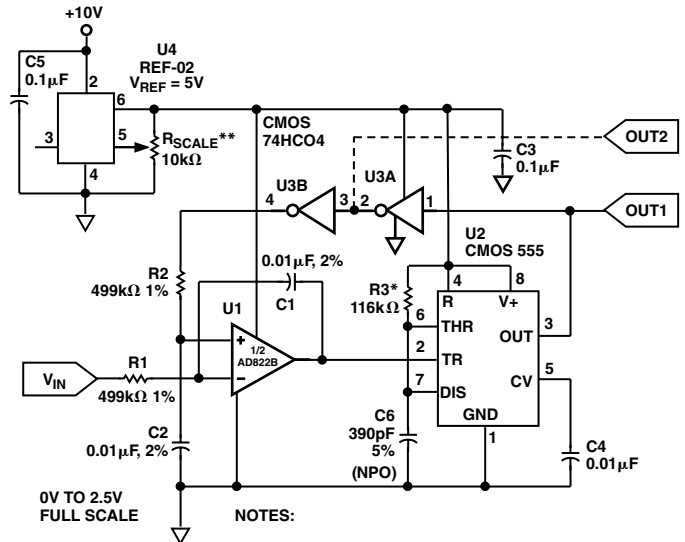 +10V
C5
0.1µF
U4
REF-02
VREF = 5V
2
6
3
5
4
RSCALE**
10kΩ
CMOS
74HCO4
OUT2
C3
0.1µF
U3B
U3A
4
3
2
1
OUT1
U2
CMOS 555
0.01µF, 2%
C1
R2
499kΩ 1%
R3*
116kΩ
4
8
R
V+
6
THR
U1
1/2
AD822B
+
–
2
TR
OUT
3
VIN
R1
499kΩ 1%
7
DIS
CV
5
GND
1
C2
0.01µF, 2%
C6
390pF
5%
(NPO)
C4
0.01µF
0V TO 2.5V
FULL SCALE
NOTES: